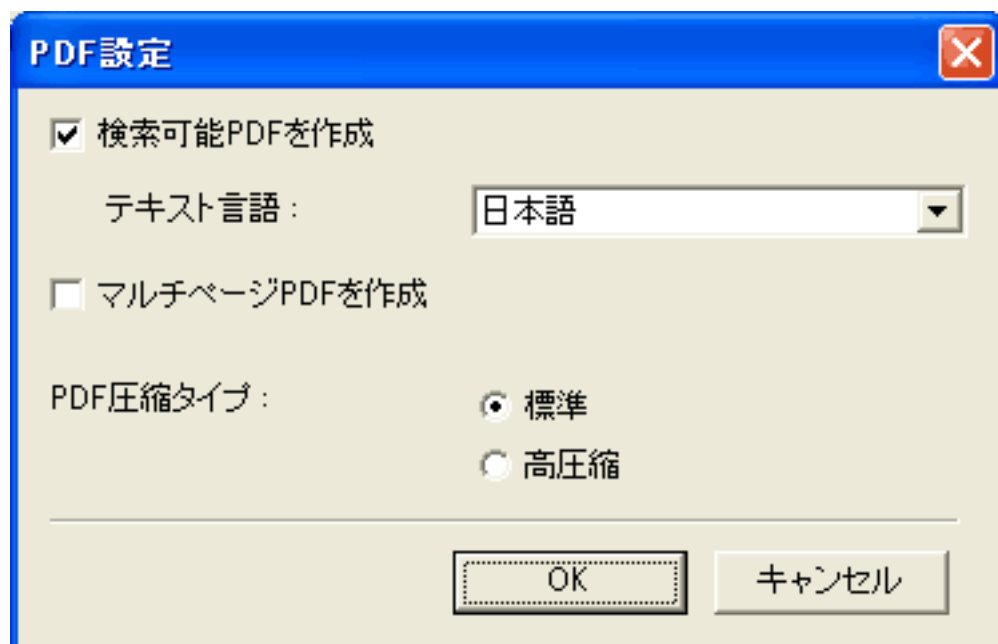 PDF設定
検索可能PDFを作成
テキスト言語： 日本語
マルチページPDFを作成
PDF圧縮タイプ： 標準
高圧縮
OK キャンセル